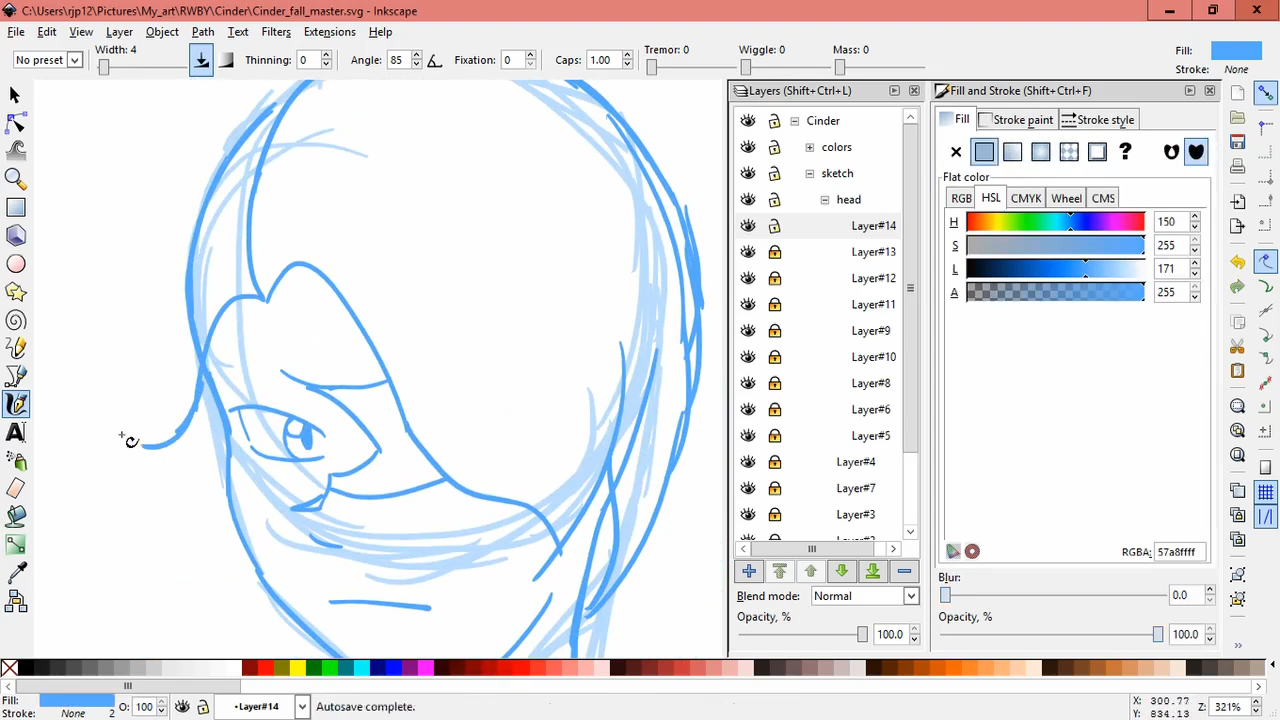 C:\Users\rjp12\Pictures\My_art\RWBY\Cinder\Cinder_fall_master.svg - Inkscape
File Edit View Layer Object Path Text Filters Extensions Help
No preset Width: 4 Thinning: 0 Angle: 85 Fixation: 0 Caps: 1.00 Tremor: 0 Wiggle: 0 Mass: 0 Fill:
Stroke: None
Layers (Shift+Ctrl+L)
Cinder
colors
sketch
head
Layer#14
Layer#13
Layer#12
Layer#11
Layer#9
Layer#10
Layer#8
Layer#6
Layer#5
Layer#4
Layer#7
Layer#3
Blend mode: Normal
Opacity, %
100.0
Fill and Stroke (Shift+Ctrl+F)
Fill Stroke paint Stroke style
?
Flat color
RGB HSL CMYK Wheel CMS
H 150
S 255
L 171
A 255
RGBA: 57a8ffff
Blur:
0.0
Opacity, %
100.0
Fill:
Stroke: None 2
O: 100
•Layer#14
Autosave complete.
X: 300.77
Y: 834.13
Z: 321%